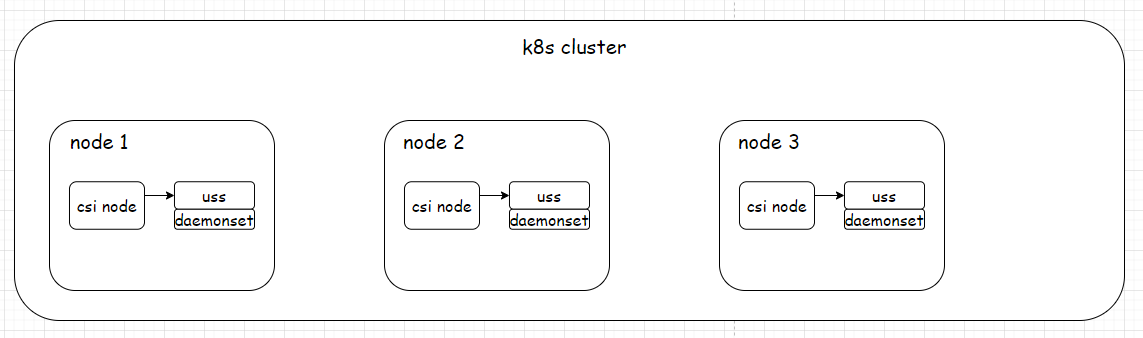 k8s cluster
node 1
csi node
uss
daemonset
node 2
csi node
uss
daemonset
node 3
csi node
uss
daemonset